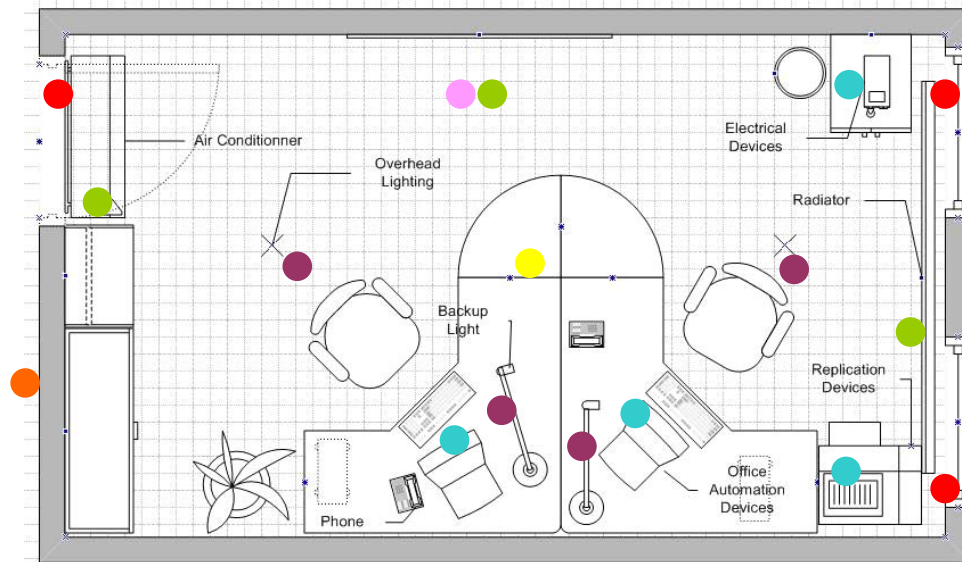 Electrical
Devices
Air Conditionner
Overhead
Lighting
Radiator
Backup
Light
Replication
Devices
Office
Automation
Devices
Phone